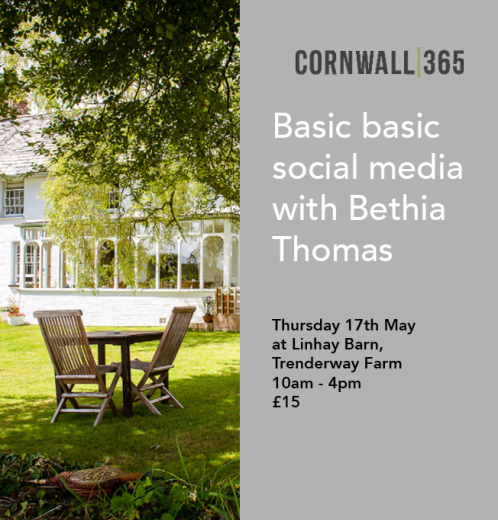 CORNWALL|365
Basic basic
social media
with Bethia
Thomas
Thursday 17th May
at Linhay Barn,
Trenderway Farm
10am - 4pm
£15